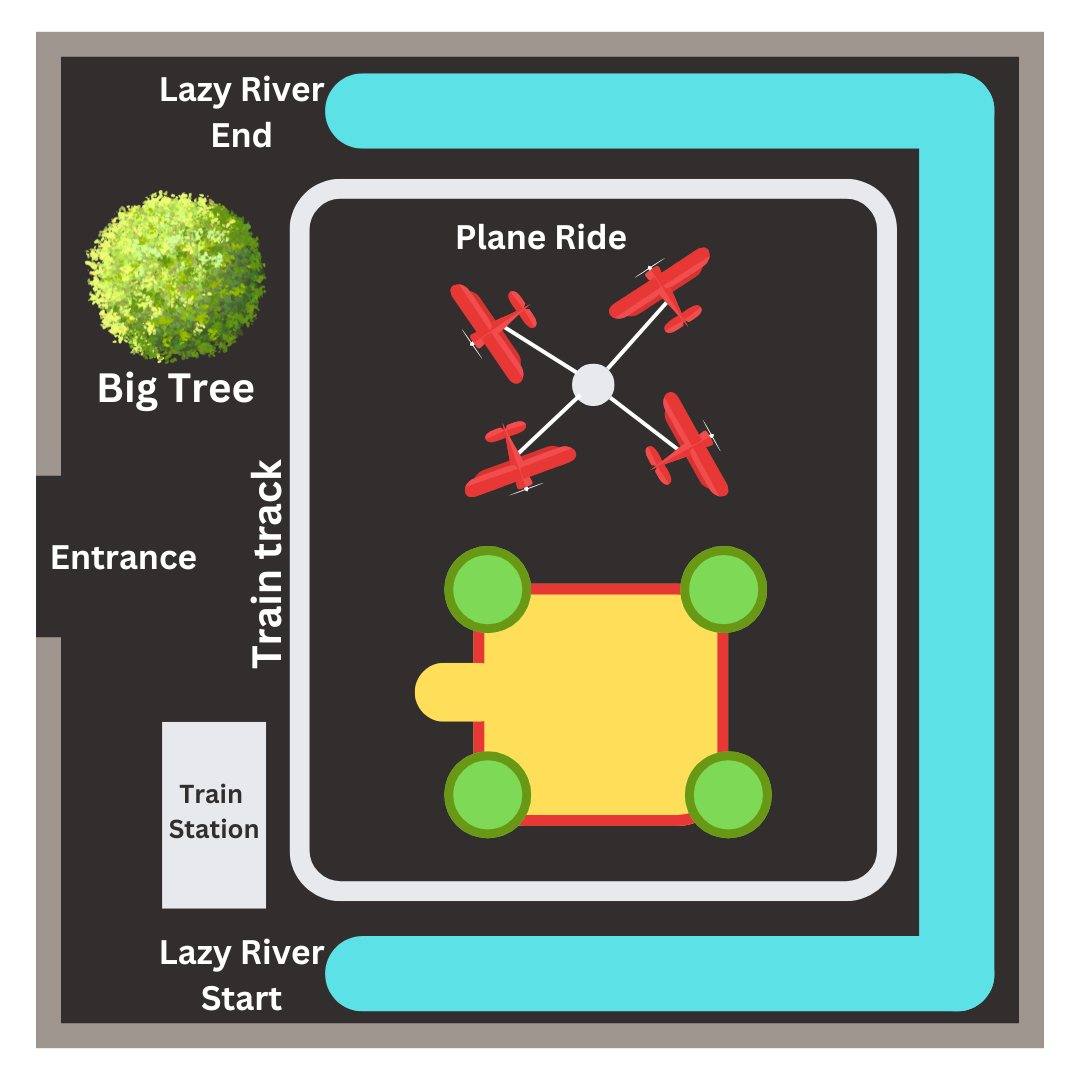 Lazy River
End
Plane Ride
Big Tree
Train track
Entrance
Train
Station
Lazy River
Start